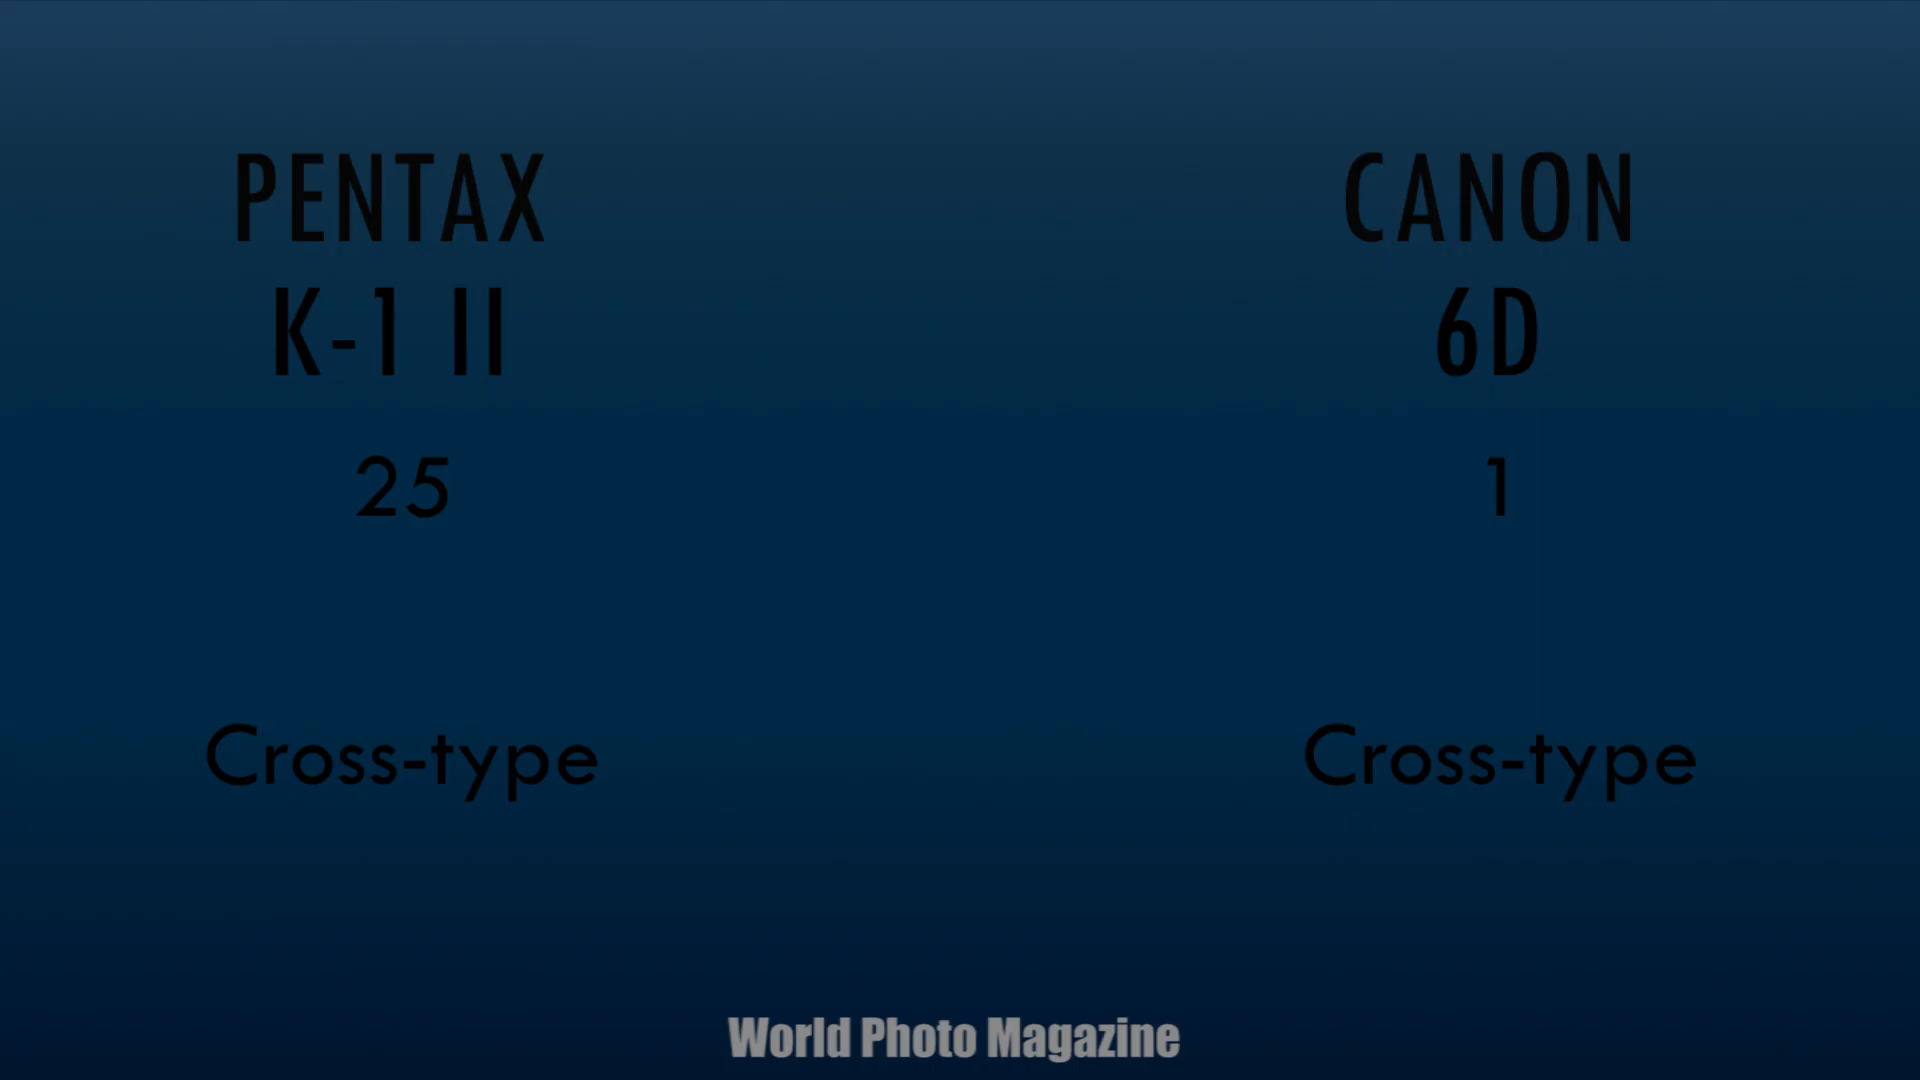 PENTAX
K-1 II
25
Cross-type
CANON
6D
1
Cross-type
World Photo Magazine